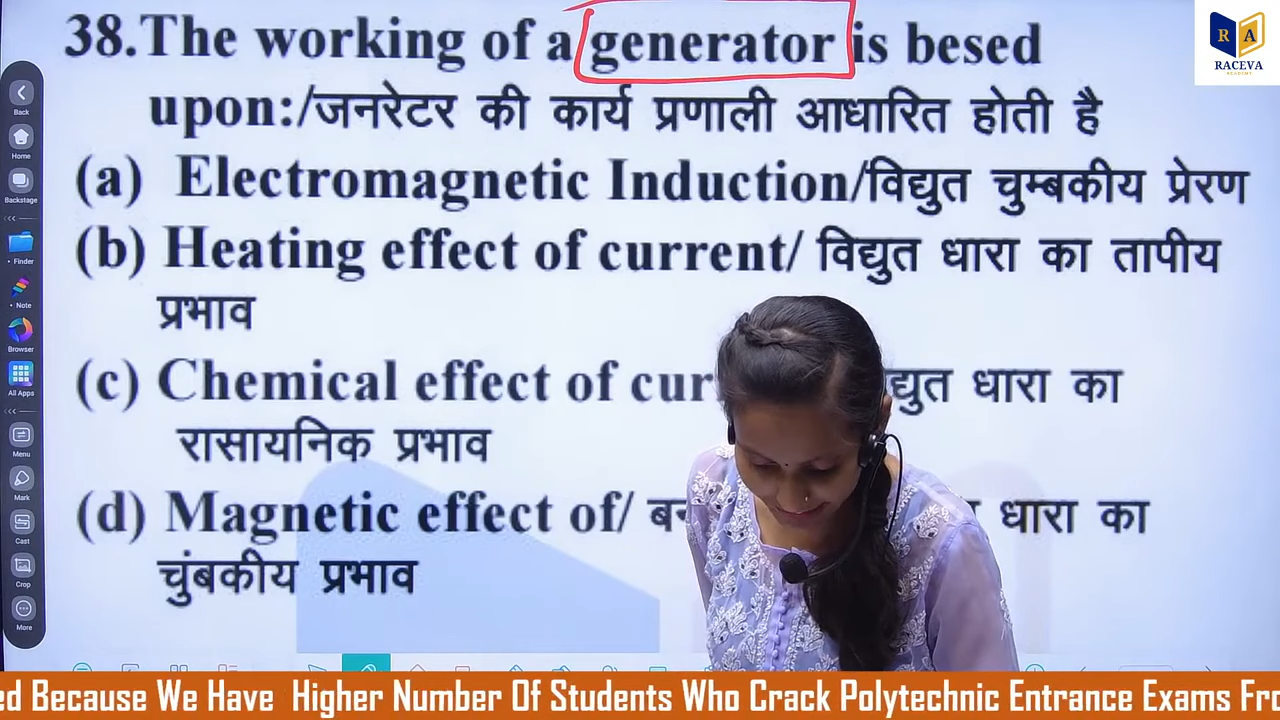 38.The working of a generator is besed
upon:/जनरेटर की कार्य प्रणाली आधारित होती है
(a) Electromagnetic Induction/विद्युत चुम्बकीय प्रेरण
(b) Heating effect of current/ विद्युत धारा का तापीय
प्रभाव
(c) Chemical effect of धारा का
रासायनिक प्रभाव
(d) Magnetic effect of/ धारा का
चुंबकीय प्रभाव
RACEVA
ACADEMY
Back
Home
Backstage
Finder
Note
Browser
All Apps
Menu
Mark
Cast
Crop
More
Because We Have Higher Number Of Students Who Crack Polytechnic Entrance Exams